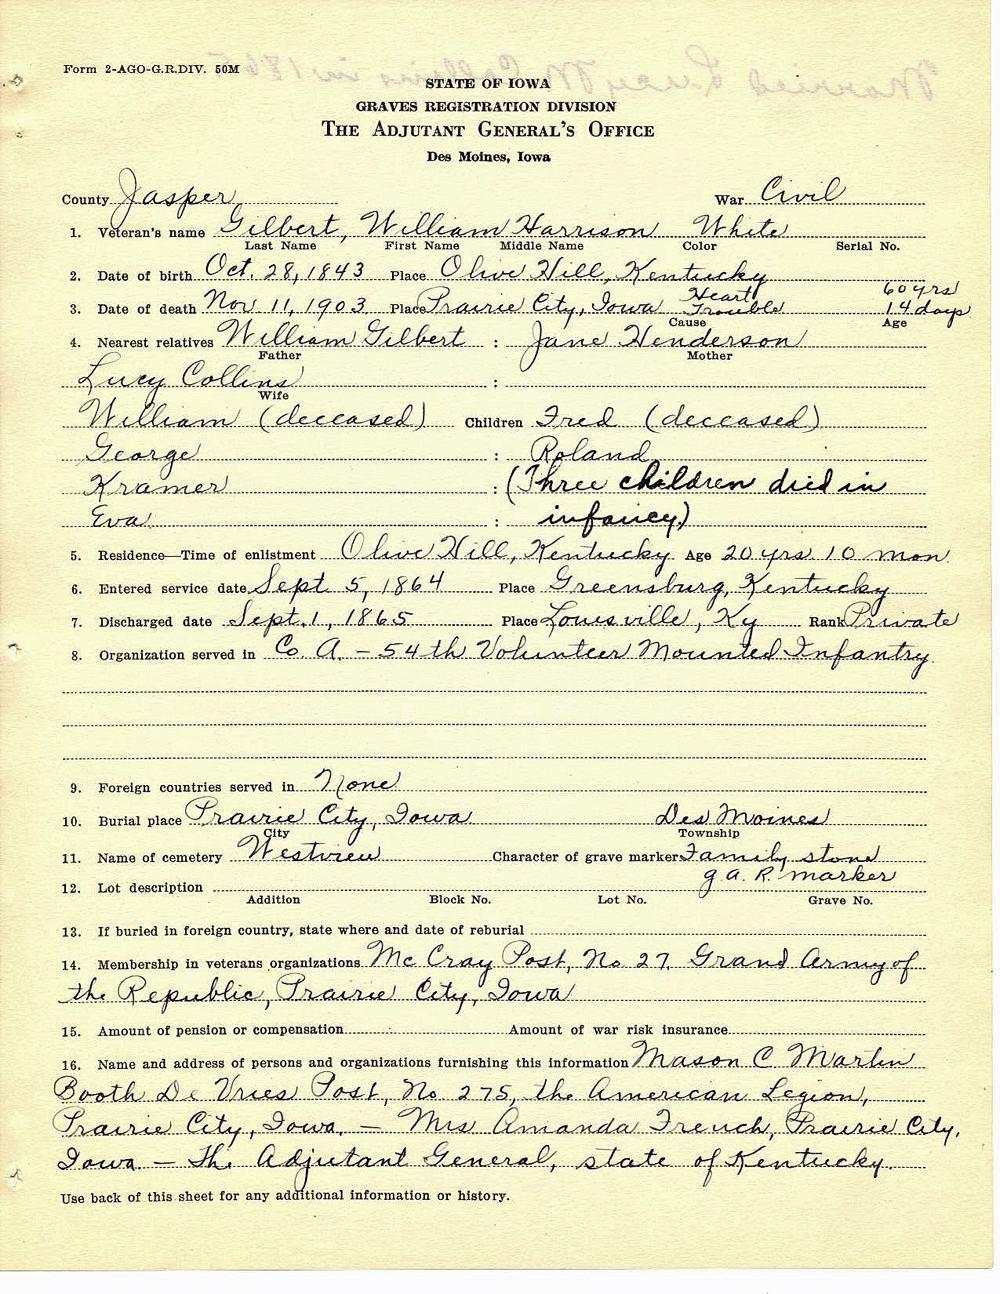 Form 2-AGO-G.R.DIV. 50M
Married Lucy M Collins in 186
STATE OF IOWA
GRAVES REGISTRATION DIVISION
THE ADJUTANT GENERAL'S OFFICE
Des Moines, Iowa
County Jasper War Civil
1. Veteran's name Gilbert, William Harrison White
Last Name First Name Middle Name Color Serial No.
2. Date of birth Oct. 28, 1843 Place Olive Hill, Kentucky
3. Date of death Nov 11, 1903 Place Prairie City, Iowa Heart Trouble 60 yrs 14 days
Cause Age
4. Nearest relatives William Gilbert : Jane Henderson
Father Mother
Lucy Collins :
Wife
William (deceased) Children Fred (deceased)
George : Roland
Kramer : (Three children died in
Eva : infancy)
5. Residence—Time of enlistment Olive Hill, Kentucky Age 20 yrs 10 mon
6. Entered service date Sept 5, 1864 Place Greensburg, Kentucky
7. Discharged date Sept. 1, 1865 Place Louisville, Ky Rank Private
8. Organization served in Co. A. - 54th Volunteer Mounted Infantry
9. Foreign countries served in None
10. Burial place Prairie City, Iowa Des Moines
City Township
11. Name of cemetery Westview Character of grave marker Family stone
G.A.R. marker
12. Lot description
Addition Block No. Lot No. Grave No.
13. If buried in foreign country, state where and date of reburial
14. Membership in veterans organizations McCray Post, No 27, Grand Army of
the Republic, Prairie City, Iowa
15. Amount of pension or compensation Amount of war risk insurance
16. Name and address of persons and organizations furnishing this information Mason C Martin
Booth De Vries Post, No. 275, the American Legion,
Prairie City, Iowa. — Mrs Amanda French, Prairie City,
Iowa — The Adjutant General, state of Kentucky.
Use back of this sheet for any additional information or history.